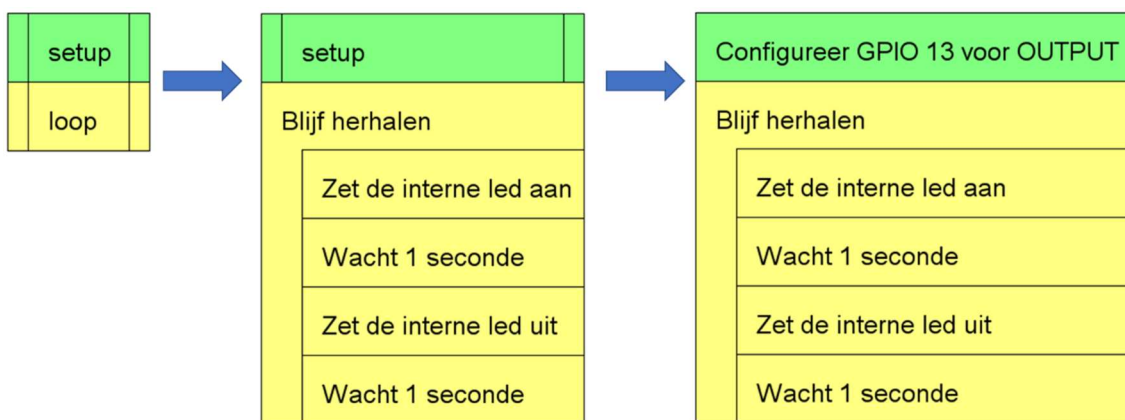 setup
loop
setup
Blijf herhalen
Zet de interne led aan
Wacht 1 seconde
Zet de interne led uit
Wacht 1 seconde
Configureer GPIO 13 voor OUTPUT
Blijf herhalen
Zet de interne led aan
Wacht 1 seconde
Zet de interne led uit
Wacht 1 seconde